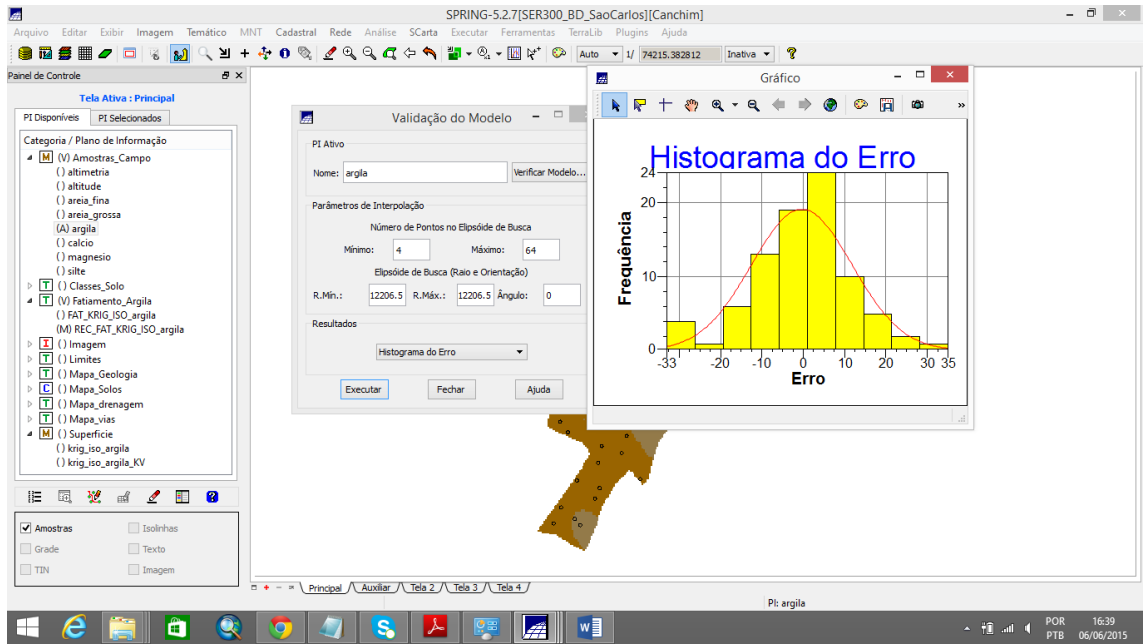 SPRING-5.2.7[SER300_BD_SaoCarlos][Canchim]
Arquivo Editar Exibir Imagem Temático MNT Cadastral Rede Análise SCarta Executar Ferramentas TerraLib Plugins Ajuda
Auto 1/ 74215.382812 Inativa
Painel de Controle
Tela Ativa : Principal
PI Disponíveis PI Selecionados
Categoria / Plano de Informação
M (V) Amostras_Campo
() altimetria
() altitude
() areia_fina
() areia_grossa
(A) argila
() calcio
() magnesio
() silte
T () Classes_Solo
T (V) Fatiamento_Argila
() FAT_KRIG_ISO_argila
(M) REC_FAT_KRIG_ISO_argila
I () Imagem
T () Limites
T () Mapa_Geologia
C () Mapa_Solos
T () Mapa_drenagem
T () Mapa_vias
M () Superficie
() krig_iso_argila
() krig_iso_argila_KV
Amostras Isolinhas
Grade Texto
TIN Imagem
Validação do Modelo
PI Ativo
Nome: argila Verificar Modelo...
Parâmetros de Interpolação
Número de Pontos no Elipsóide de Busca
Mínimo: 4 Máximo: 64
Elipsóide de Busca (Raio e Orientação)
R.Mín.: 12206.5 R.Máx.: 12206.5 Ângulo: 0
Resultados
Histograma do Erro
Executar Fechar Ajuda
Gráfico
Histograma do Erro
24
20
10
0
Frequência
-33 -20 -10 0 10 20 30 35
Erro
Principal Auxiliar Tela 2 Tela 3 Tela 4
PI: argila
POR 16:39
PTB 06/06/2015